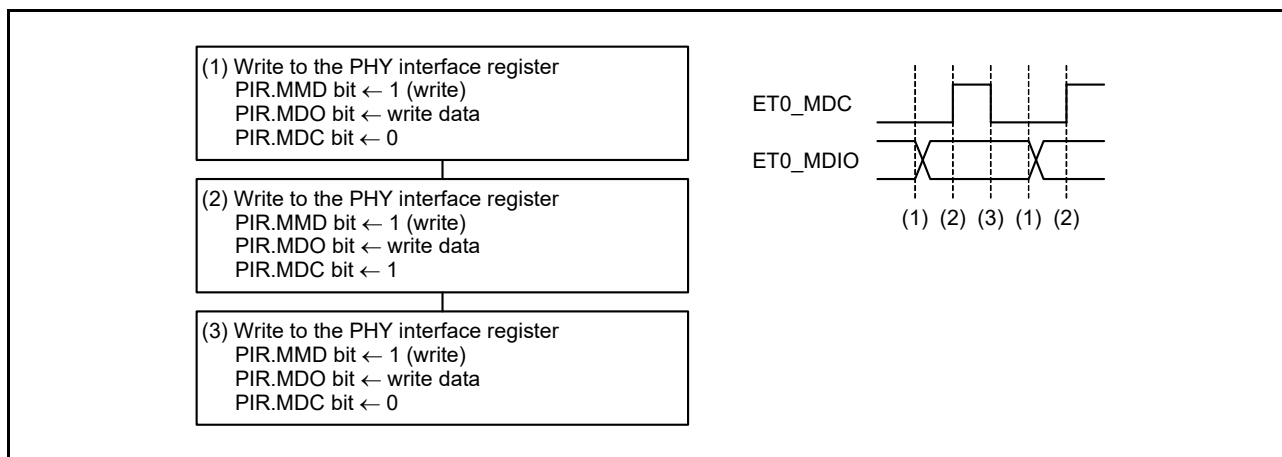 (1) Write to the PHY interface register
PIR.MMD bit ← 1 (write)
PIR.MDO bit ← write data
PIR.MDC bit ← 0
(2) Write to the PHY interface register
PIR.MMD bit ← 1 (write)
PIR.MDO bit ← write data
PIR.MDC bit ← 1
(3) Write to the PHY interface register
PIR.MMD bit ← 1 (write)
PIR.MDO bit ← write data
PIR.MDC bit ← 0
ET0_MDC
ET0_MDIO
(1) (2) (3) (1) (2)